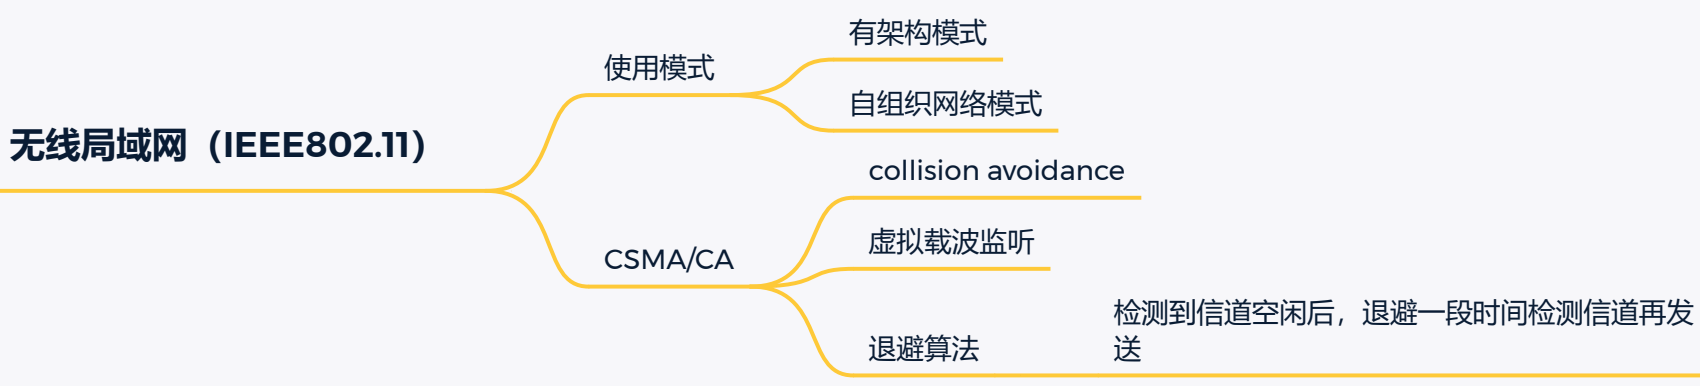 有架构模式
使用模式
自组织网络模式
无线局域网（IEEE802.11）
collision avoidance
虚拟载波监听
CSMA/CA
检测到信道空闲后，退避一段时间检测信道再发
送
退避算法